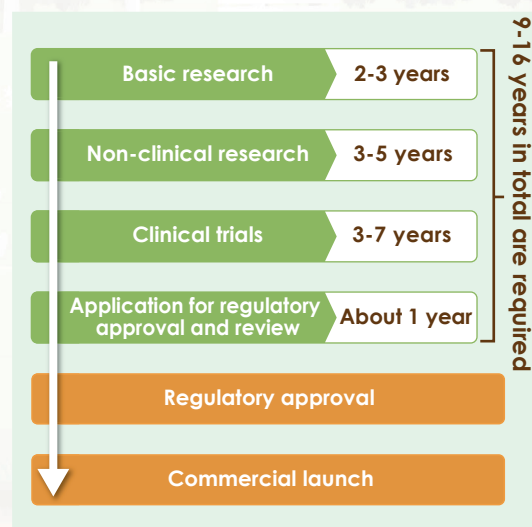 Basic research
2-3 years
Non-clinical research
3-5 years
Clinical trials
3-7 years
Application for regulatory
approval and review
About 1 year
9-16 years in total are required
Regulatory approval
Commercial launch